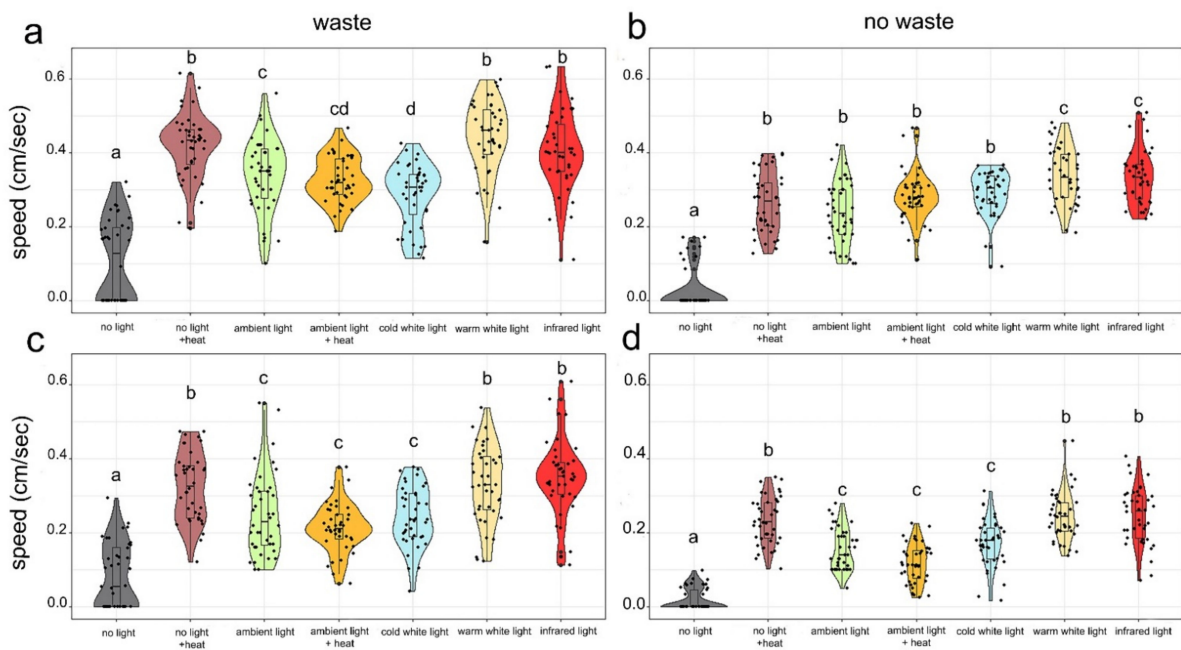 a
waste
b
no waste
speed (cm/sec)
0.6
0.4
0.2
0.0
a
b
c
cd
d
b
b
no light
no light
+heat
ambient light
ambient light
+ heat
cold white light
warm white light
infrared light
0.6
0.4
0.2
0.0
a
b
b
b
b
c
c
no light
no light
+heat
ambient light
ambient light
+ heat
cold white light
warm white light
infrared light
c
speed (cm/sec)
0.6
0.4
0.2
0.0
a
b
c
c
c
b
b
no light
no light
+heat
ambient light
ambient light
+ heat
cold white light
warm white light
infrared light
d
0.6
0.4
0.2
0.0
a
b
c
c
c
b
b
no light
no light
+heat
ambient light
ambient light
+ heat
cold white light
warm white light
infrared light